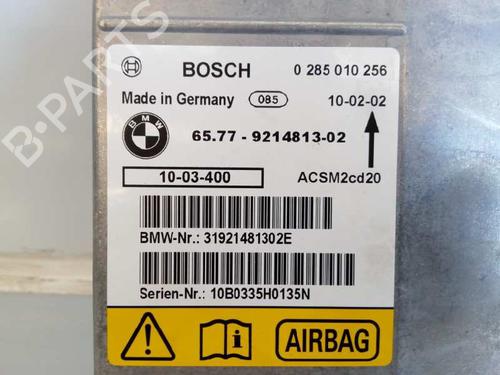 B-PARTS
BOSCH 0 285 010 256
Made in Germany 085 10-02-02
BMW 65.77 - 9214813-02
10-03-400 ACSM2cd20
BMW-Nr.: 31921481302E
Serien-Nr.: 10B0335H0135N
AIRBAG